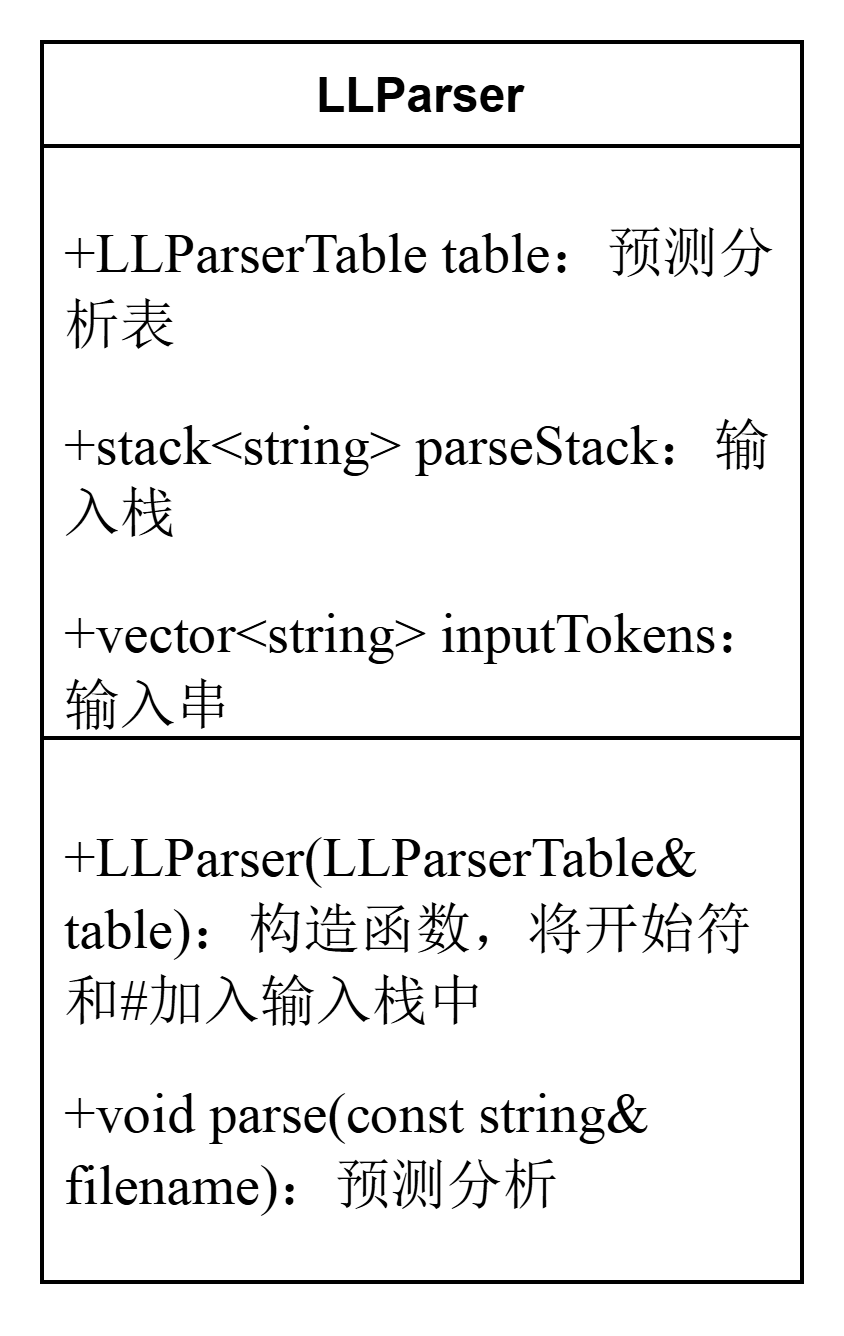 LLParser
+LLParserTable table：预测分
析表
+stack<string> parseStack：输
入栈
+vector<string> inputTokens：
输入串
+LLParser(LLParserTable&
table)：构造函数，将开始符
和#加入输入栈中
+void parse(const string&
filename)：预测分析